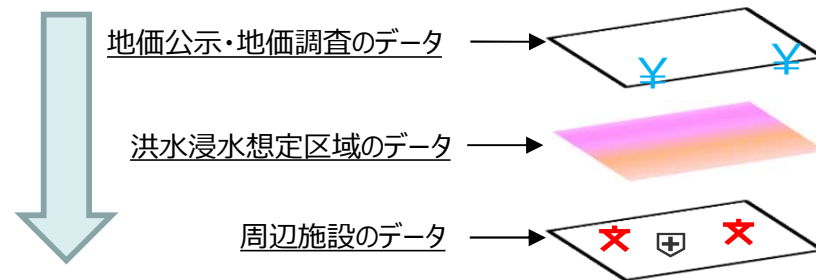 地価公示・地価調査のデータ
¥ ¥
洪水浸水想定区域のデータ
周辺施設のデータ